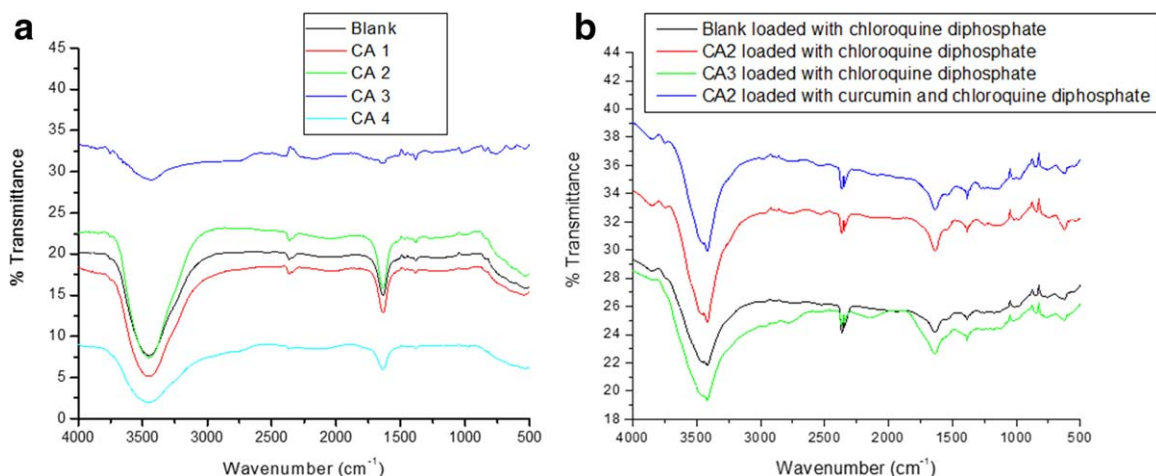 a
Blank
CA 1
CA 2
CA 3
CA 4
45
40
35
30
25
20
15
10
5
0
% Transmittance
4000 3500 3000 2500 2000 1500 1000 500
Wavenumber (cm⁻¹)
b
Blank loaded with chloroquine diphosphate
CA2 loaded with chloroquine diphosphate
CA3 loaded with chloroquine diphosphate
CA2 loaded with curcumin and chloroquine diphosphate
44
42
40
39
38
36
34
32
30
28
26
24
22
20
18
% Transmittance
4000 3500 3000 2500 2000 1500 1000 500
Wavenumber (cm⁻¹)